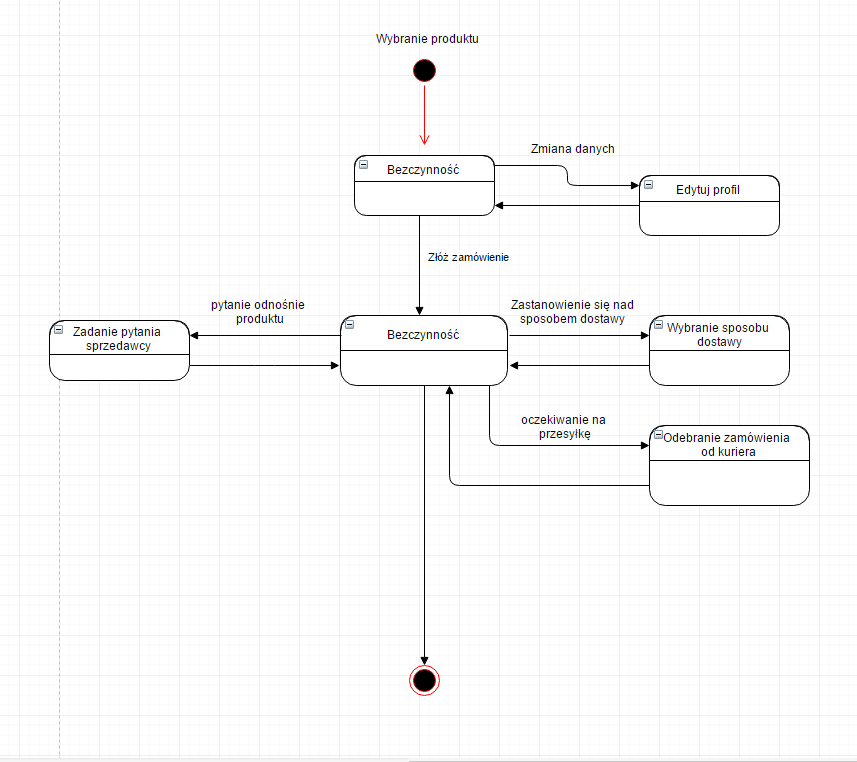 Wybranie produktu
Bezczynność
Zmiana danych
Edytuj profil
Złóż zamówienie
pytanie odnośnie
produktu
Zadanie pytania
sprzedawcy
Bezczynność
Zastanowienie się nad
sposobem dostawy
Wybranie sposobu
dostawy
oczekiwanie na
przesyłkę
Odebranie zamówienia
od kuriera